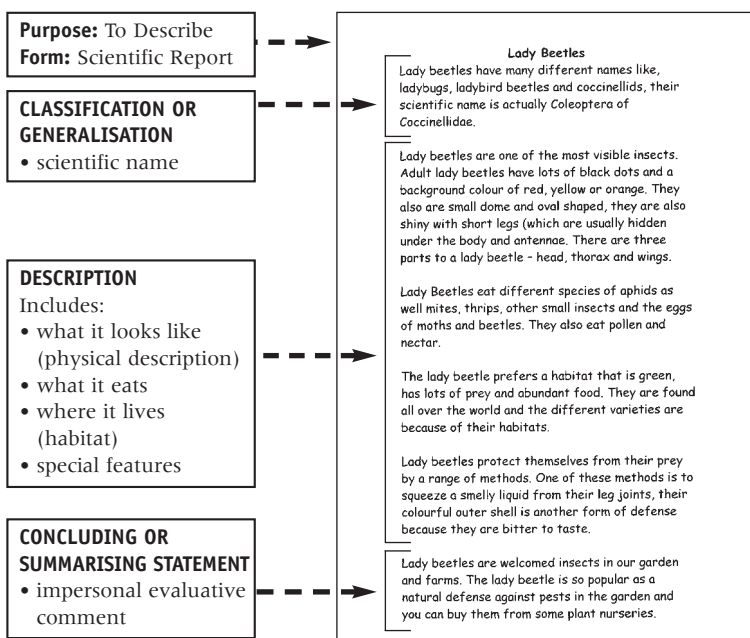 Purpose: To Describe
Form: Scientific Report
CLASSIFICATION OR
GENERALISATION
• scientific name
DESCRIPTION
Includes:
• what it looks like
(physical description)
• what it eats
• where it lives
(habitat)
• special features
CONCLUDING OR
SUMMARISING STATEMENT
• impersonal evaluative
comment
Lady Beetles
Lady beetles have many different names like,
ladybugs, ladybird beetles and coccinellids, their
scientific name is actually Coleoptera of
Coccinellidae.
Lady beetles are one of the most visible insects.
Adult lady beetles have lots of black dots and a
background colour of red, yellow or orange. They
also are small dome and oval shaped, they are also
shiny with short legs (which are usually hidden
under the body and antennae. There are three
parts to a lady beetle – head, thorax and wings.
Lady Beetles eat different species of aphids as
well mites, thrips, other small insects and the eggs
of moths and beetles. They also eat pollen and
nectar.
The lady beetle prefers a habitat that is green,
has lots of prey and abundant food. They are found
all over the world and the different varieties are
because of their habitats.
Lady beetles protect themselves from their prey
by a range of methods. One of these methods is to
squeeze a smelly liquid from their leg joints, their
colourful outer shell is another form of defense
because they are bitter to taste.
Lady beetles are welcomed insects in our garden
and farms. The lady beetle is so popular as a
natural defense against pests in the garden and
you can buy them from some plant nurseries.